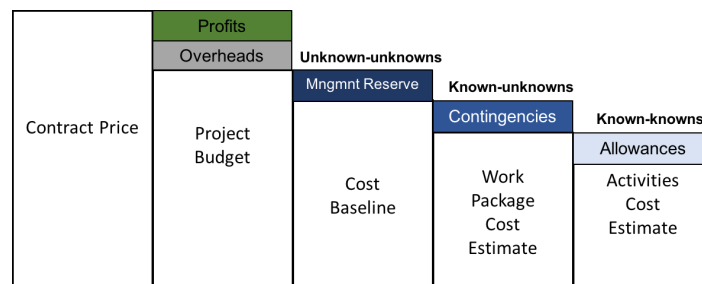 Contract Price
Profits
Overheads
Project
Budget
Unknown-unknowns
Mngmnt Reserve
Cost
Baseline
Known-unknowns
Contingencies
Work
Package
Cost
Estimate
Known-knowns
Allowances
Activities
Cost
Estimate